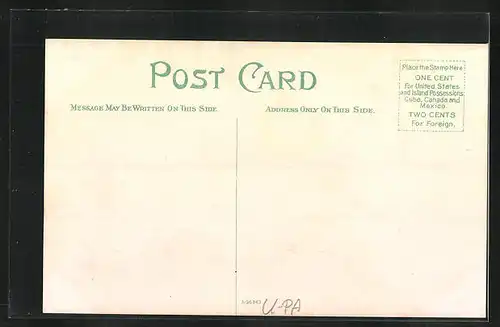 POST CARD
MESSAGE MAY BE WRITTEN ON THIS SIDE.
ADDRESS ONLY ON THIS SIDE.
Place the Stamp Here
ONE CENT
For United States
and Island Possessions,
Cuba, Canada and
Mexico.
TWO CENTS
For Foreign.
U-PA